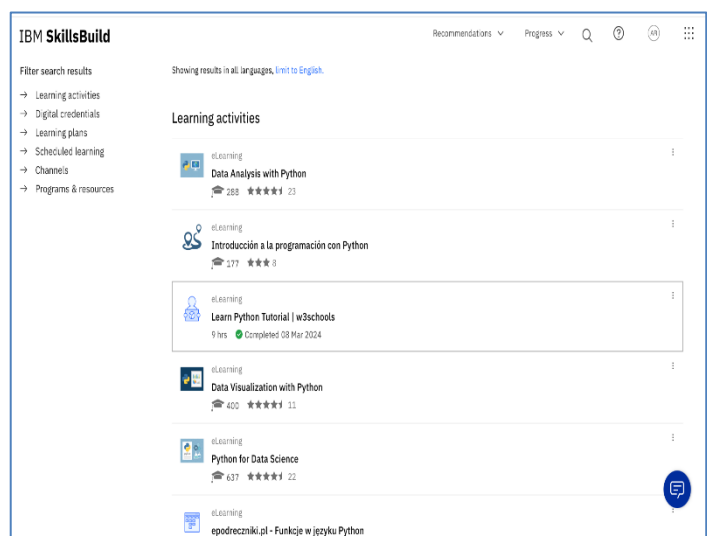 IBM SkillsBuild
Recommendations
Progress
AR
Filter search results
Learning activities
Digital credentials
Learning plans
Scheduled learning
Channels
Programs & resources
Showing results in all languages, limit to English.
Learning activities
eLearning
Data Analysis with Python
288 23
eLearning
Introducción a la programación con Python
177 8
eLearning
Learn Python Tutorial | w3schools
9 hrs Completed 08 Mar 2024
eLearning
Data Visualization with Python
400 11
eLearning
Python for Data Science
637 22
eLearning
epodreczniki.pl - Funkcje w języku Python